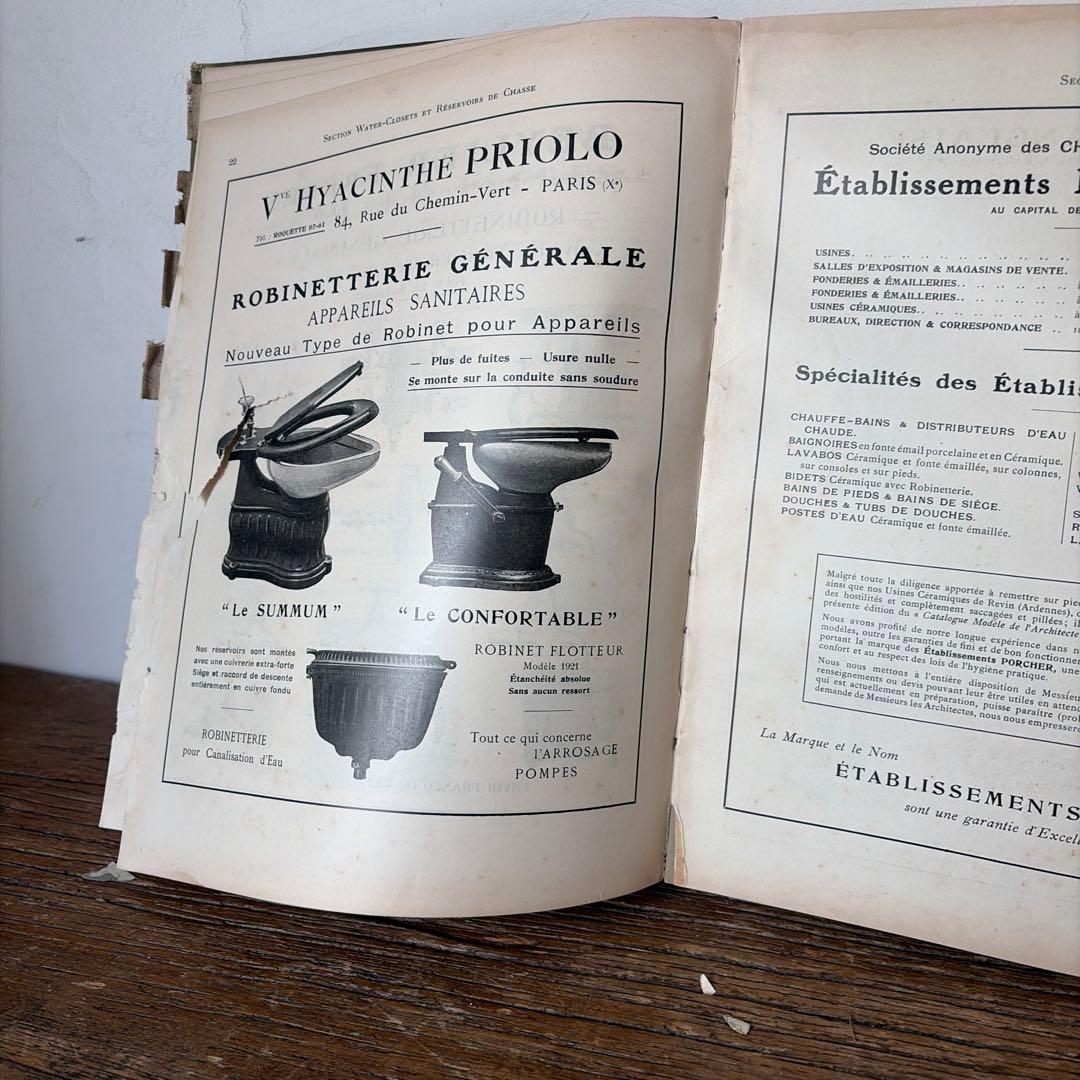 Section Water-Closets et Réservoirs de Chasse
22
Vve HYACINTHE PRIOLO
Tél. : ROQUETTE 07-61 84, Rue du Chemin-Vert - PARIS (Xe)
ROBINETTERIE GÉNÉRALE
APPAREILS SANITAIRES
Nouveau Type de Robinet pour Appareils
— Plus de fuites — Usure nulle —
Se monte sur la conduite sans soudure
"Le SUMMUM"
"Le CONFORTABLE"
Nos réservoirs sont montés
avec une cuivrerie extra-forte
Siège et raccord de descente
entièrement en cuivre fondu
ROBINETTERIE
pour Canalisation d'Eau
ROBINET FLOTTEUR
Modèle 1921
Étanchéité absolue
Sans aucun ressort
Tout ce qui concerne
l'ARROSAGE
POMPES
Société Anonyme des
Établissements
AU CAPITAL DE
USINES. .. .. .. .. .. .. .. .. .. ..
SALLES D'EXPOSITION & MAGASINS DE VENTE.
FONDERIES & ÉMAILLERIES. . .. .. .. ..
FONDERIES & ÉMAILLERIES. . .. .. .. ..
USINES CÉRAMIQUES. . .. .. .. .. .. ..
BUREAUX, DIRECTION & CORRESPONDANCE ..
Spécialités des
CHAUFFE-BAINS & DISTRIBUTEURS D'EAU
CHAUDE.
BAIGNOIRES en fonte émail porcelaine et en Céramique.
LAVABOS Céramique et fonte émaillée, sur colonnes,
sur consoles et sur pieds.
BIDETS Céramique avec Robinetterie.
BAINS DE PIEDS & BAINS DE SIÈGE.
DOUCHES & TUBS DE DOUCHES.
POSTES D'EAU Céramique et fonte émaillée.
Malgré toute la diligence apportée à remettre sur
ainsi que nos Usines Céramiques de Revin (Ardennes),
des hostilités et complètement saccagées et pillées;
présente édition du « Catalogue Modèle de l'Architecte
Nous avons profité de notre longue expérience dans
modèles, outre les garanties de fini et de bon
portant la marque des Établissements PORCHER, une
confort et au respect des lois de l'hygiène pratique.
Nous nous mettons à l'entière disposition de
renseignements ou devis pouvant leur être utiles en
qui est actuellement en préparation, puisse paraître
demande de Messieurs les Architectes, nous nous
La Marque et le Nom
ÉTABLISSEMENTS
sont une garantie